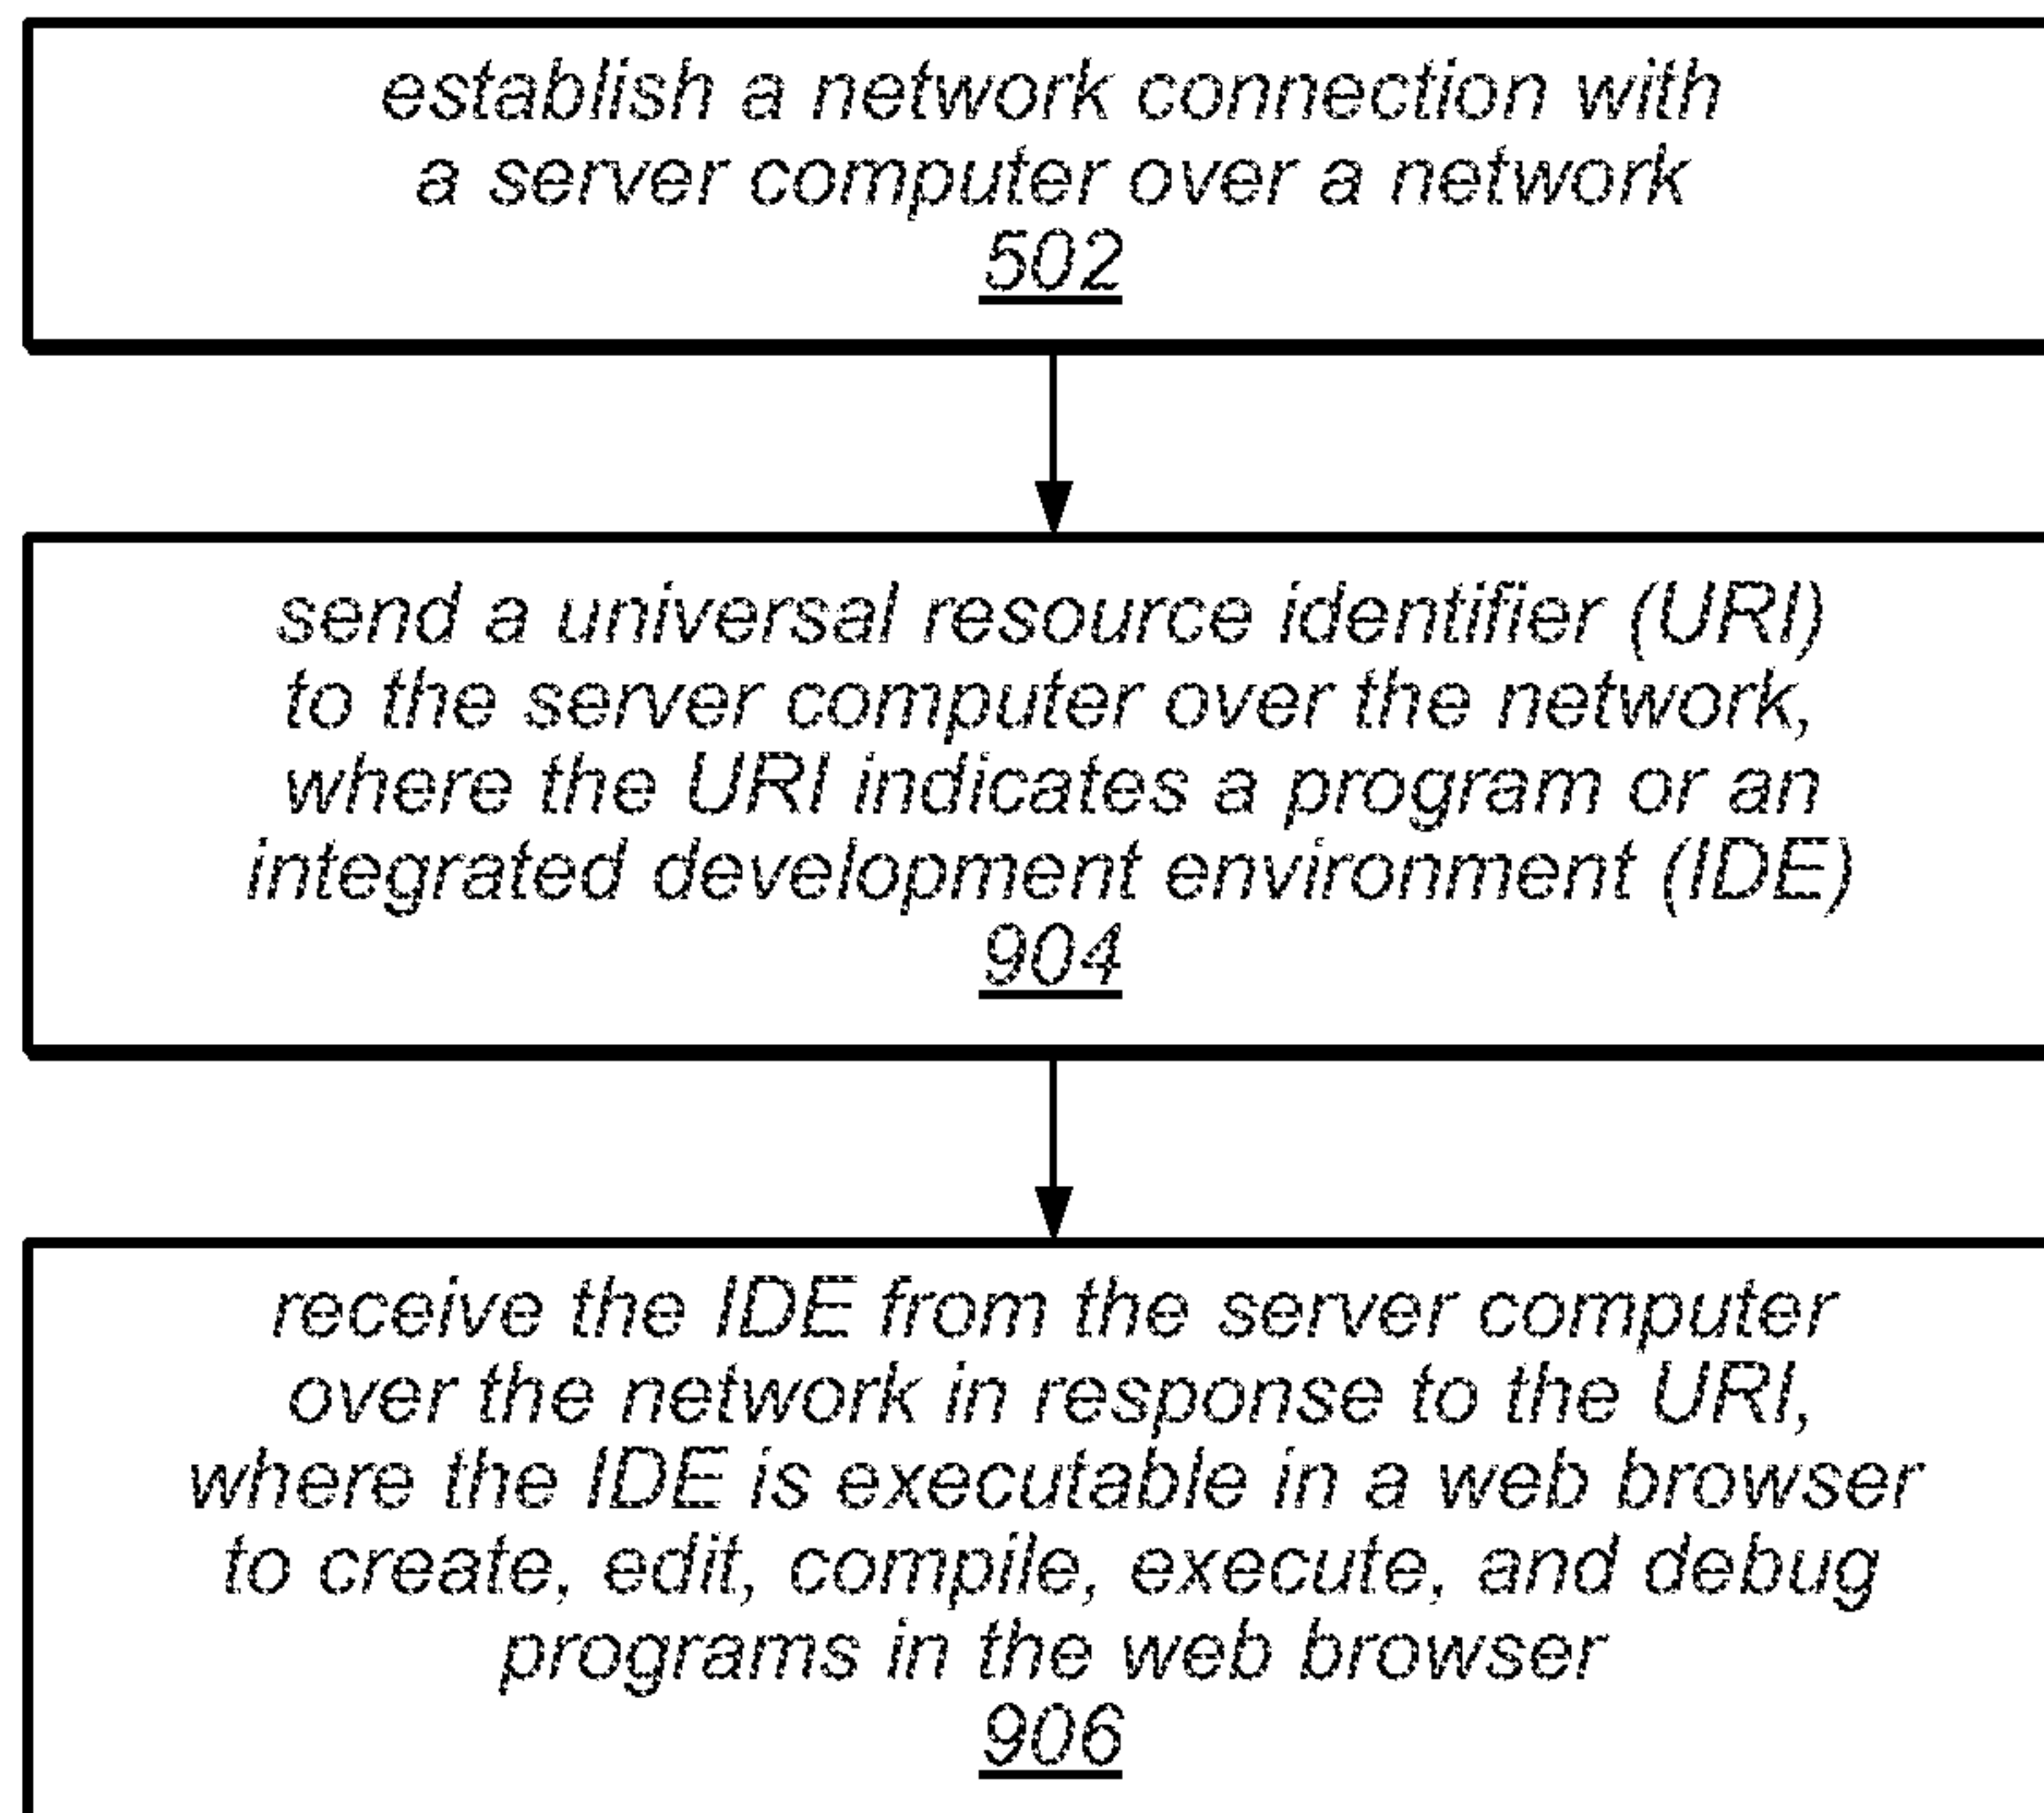 establish a network connection with
a server computer over a network
502
send a universal resource identifier (URI)
to the server computer over the network,
where the URI indicates a program or an
integrated development environment (IDE)
904
receive the IDE from the server computer
over the network in response to the URI,
where the IDE is executable in a web browser
to create, edit, compile, execute, and debug
programs in the web browser
906